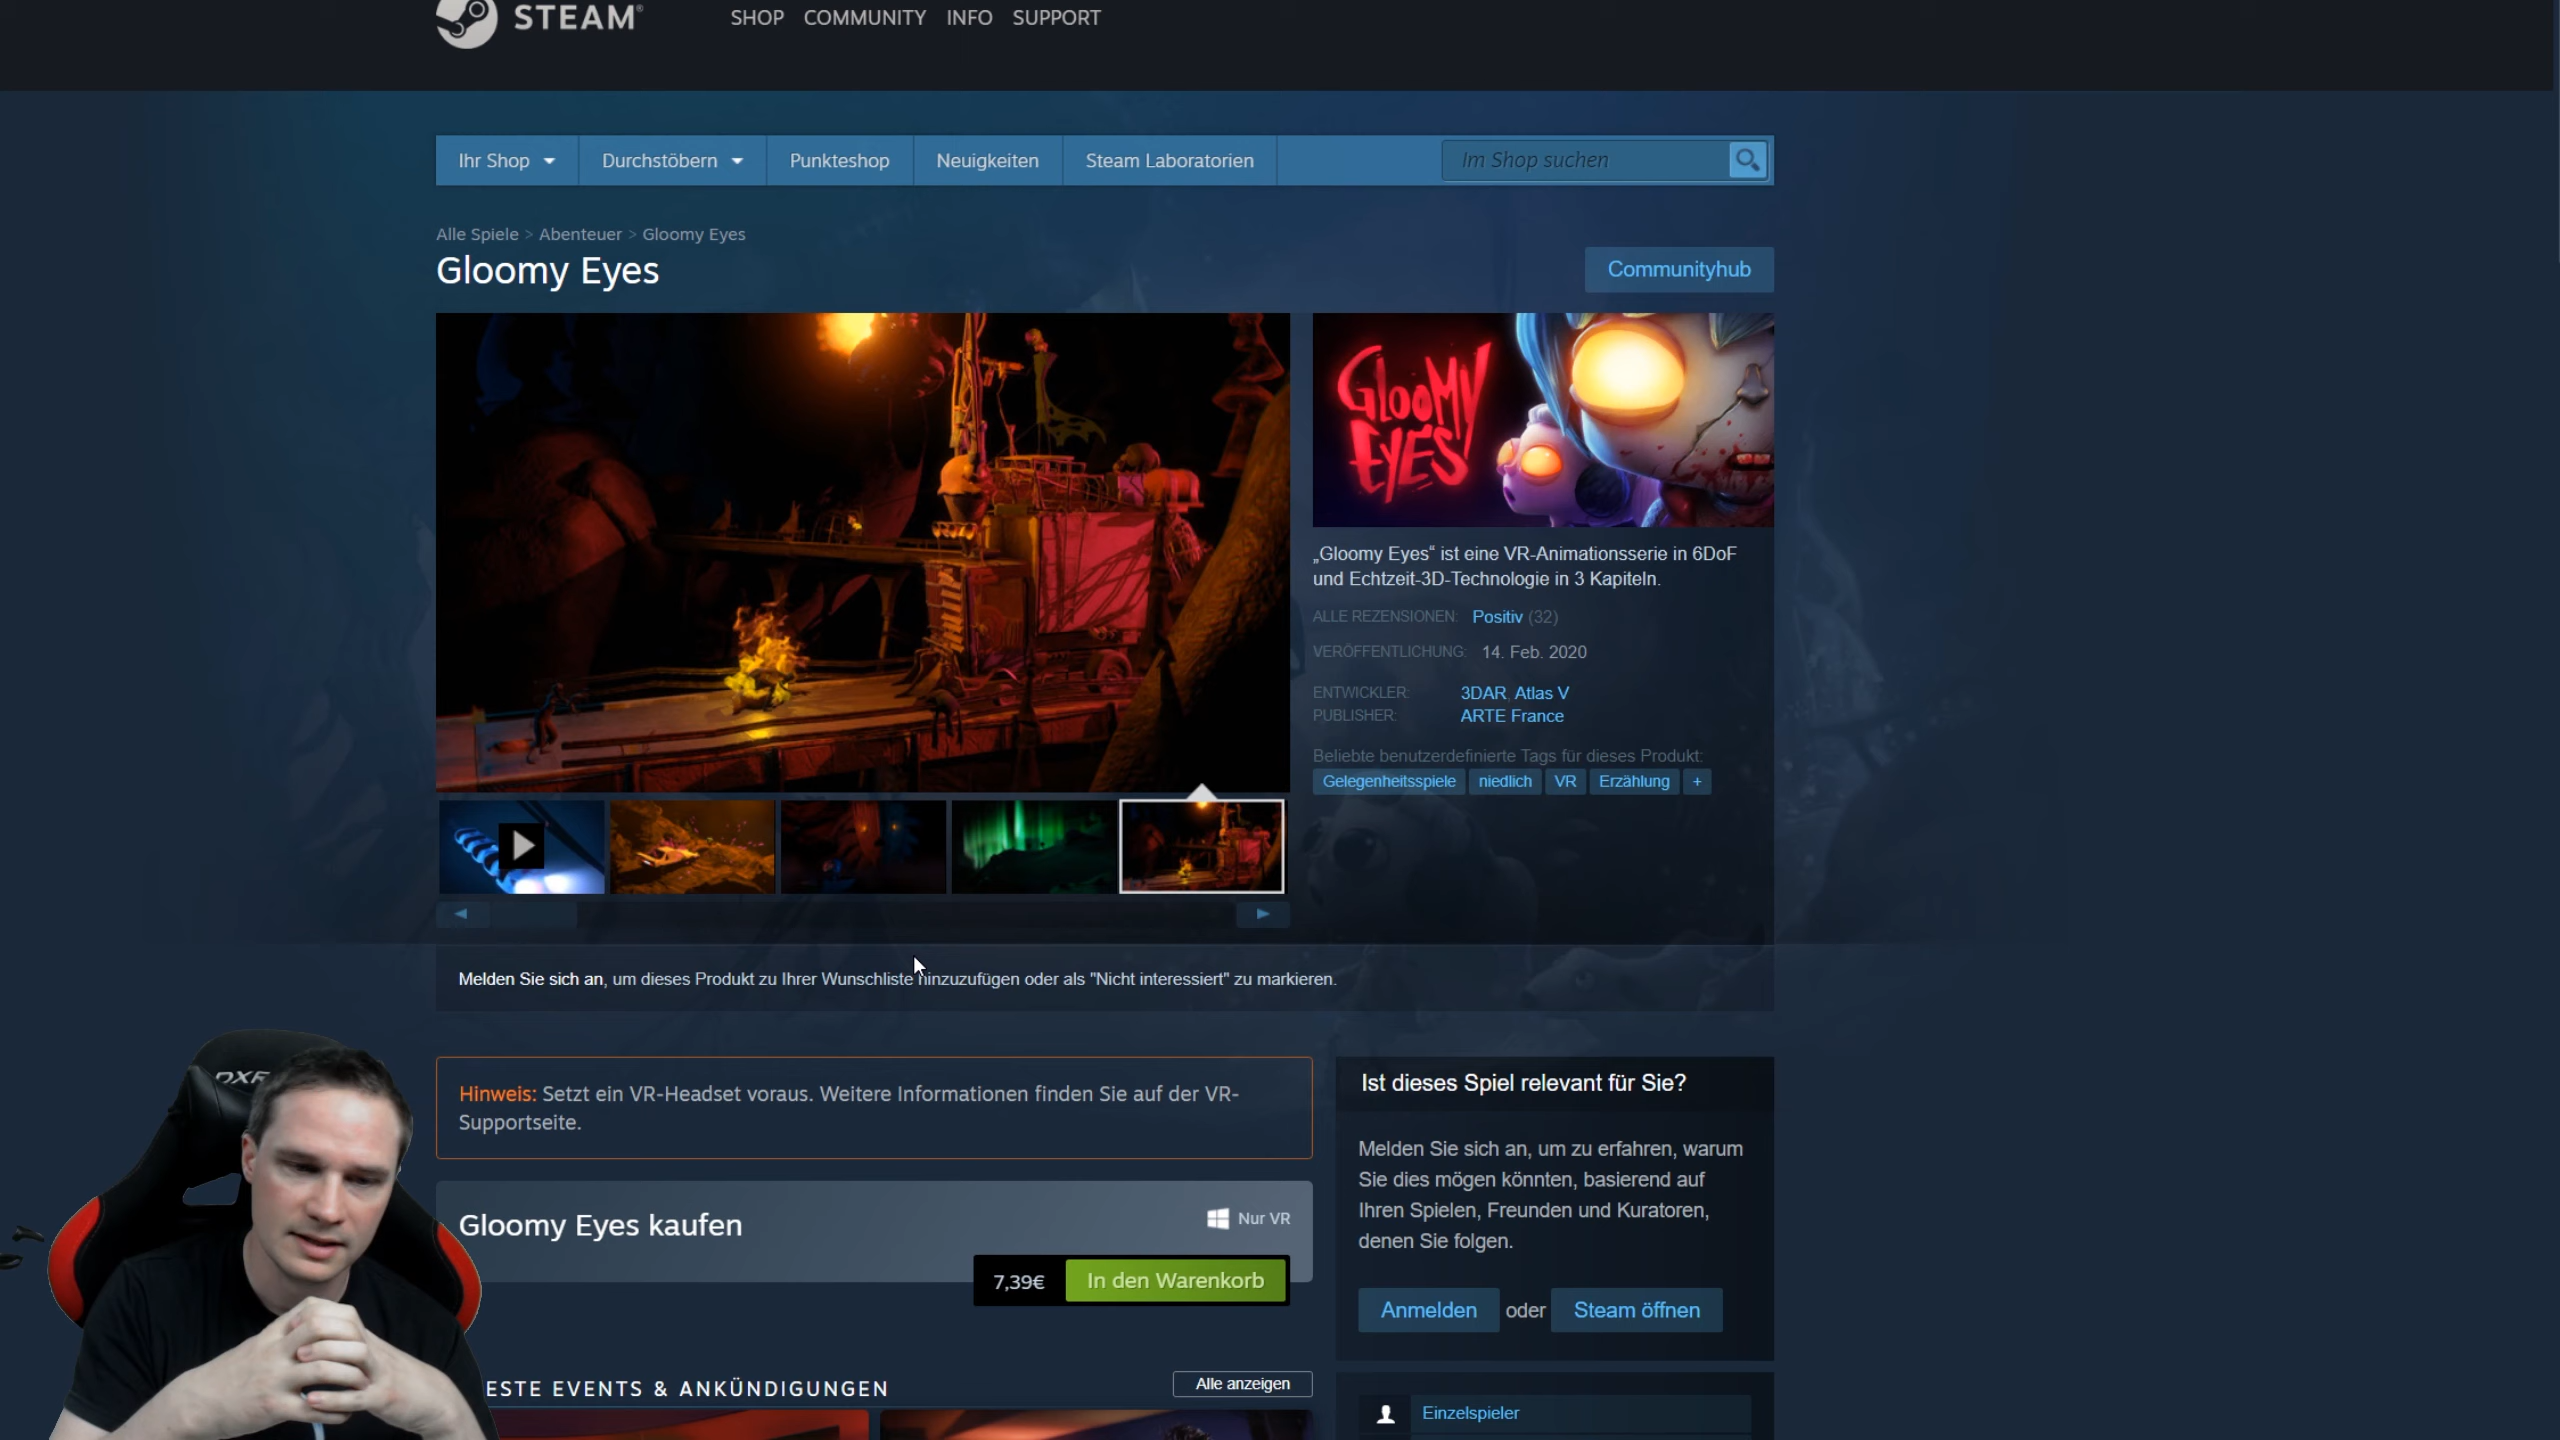 STEAM®
SHOP COMMUNITY INFO SUPPORT
Ihr Shop Durchstöbern Punkteshop Neuigkeiten Steam Laboratorien Im Shop suchen
Alle Spiele > Abenteuer > Gloomy Eyes
Gloomy Eyes
Communityhub
GLOOMY
EYES
„Gloomy Eyes“ ist eine VR-Animationsserie in 6DoF
und Echtzeit-3D-Technologie in 3 Kapiteln.
ALLE REZENSIONEN: Positiv (32)
VERÖFFENTLICHUNG: 14. Feb. 2020
ENTWICKLER: 3DAR, Atlas V
PUBLISHER: ARTE France
Beliebte benutzerdefinierte Tags für dieses Produkt:
Gelegenheitsspiele niedlich VR Erzählung +
Melden Sie sich an, um dieses Produkt zu Ihrer Wunschliste hinzuzufügen oder als "Nicht interessiert" zu markieren.
Hinweis: Setzt ein VR-Headset voraus. Weitere Informationen finden Sie auf der VR-
Supportseite.
Gloomy Eyes kaufen
Nur VR
7,39€ In den Warenkorb
ESTE EVENTS & ANKÜNDIGUNGEN
Alle anzeigen
Ist dieses Spiel relevant für Sie?
Melden Sie sich an, um zu erfahren, warum
Sie dies mögen könnten, basierend auf
Ihren Spielen, Freunden und Kuratoren,
denen Sie folgen.
Anmelden oder Steam öffnen
Einzelspieler